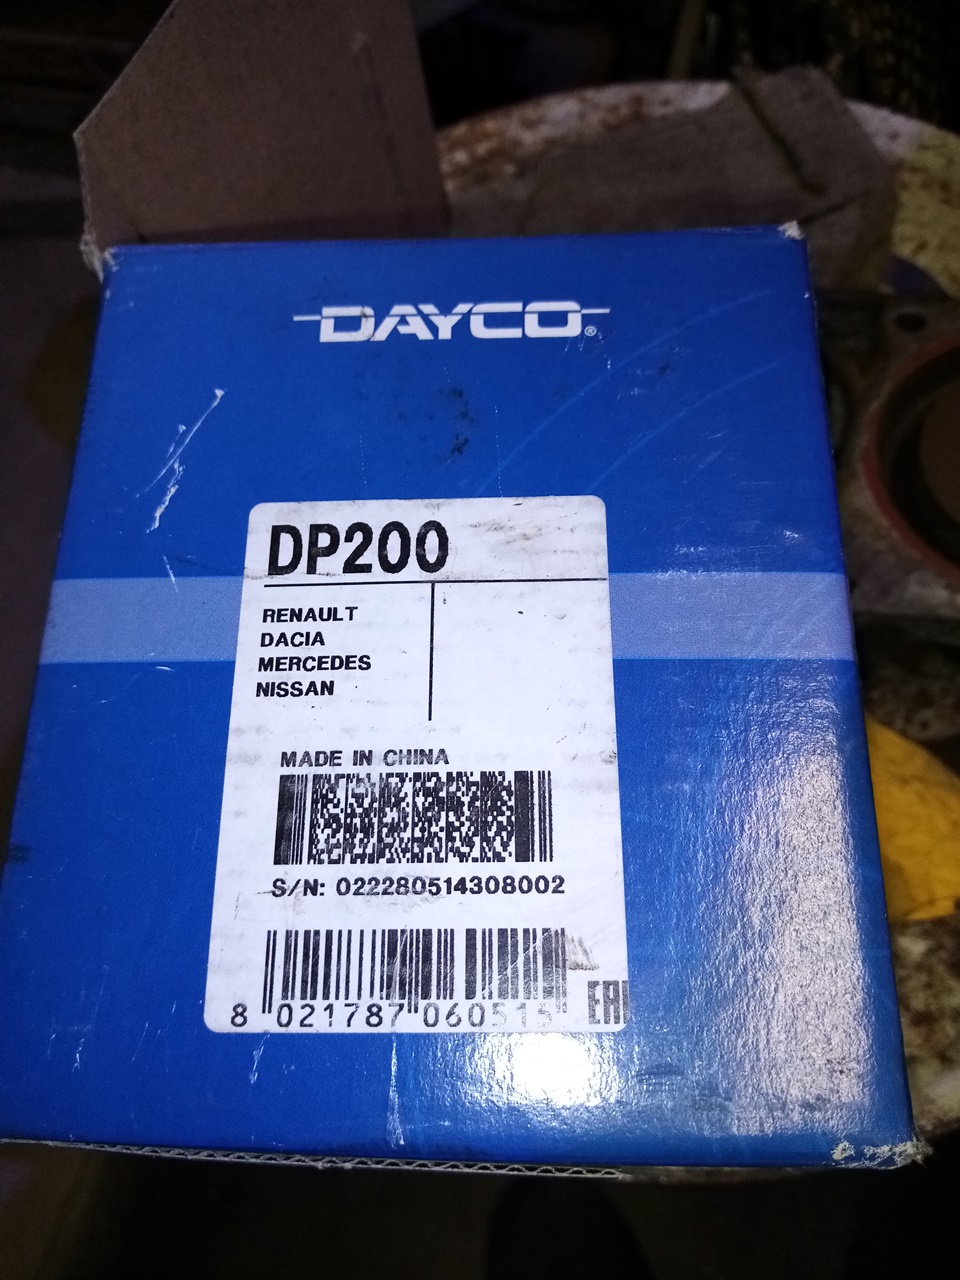 DAYCO®
DP200
RENAULT
DACIA
MERCEDES
NISSAN
MADE IN CHINA
S/N: 022280514308002
8 021787 060515
EAC